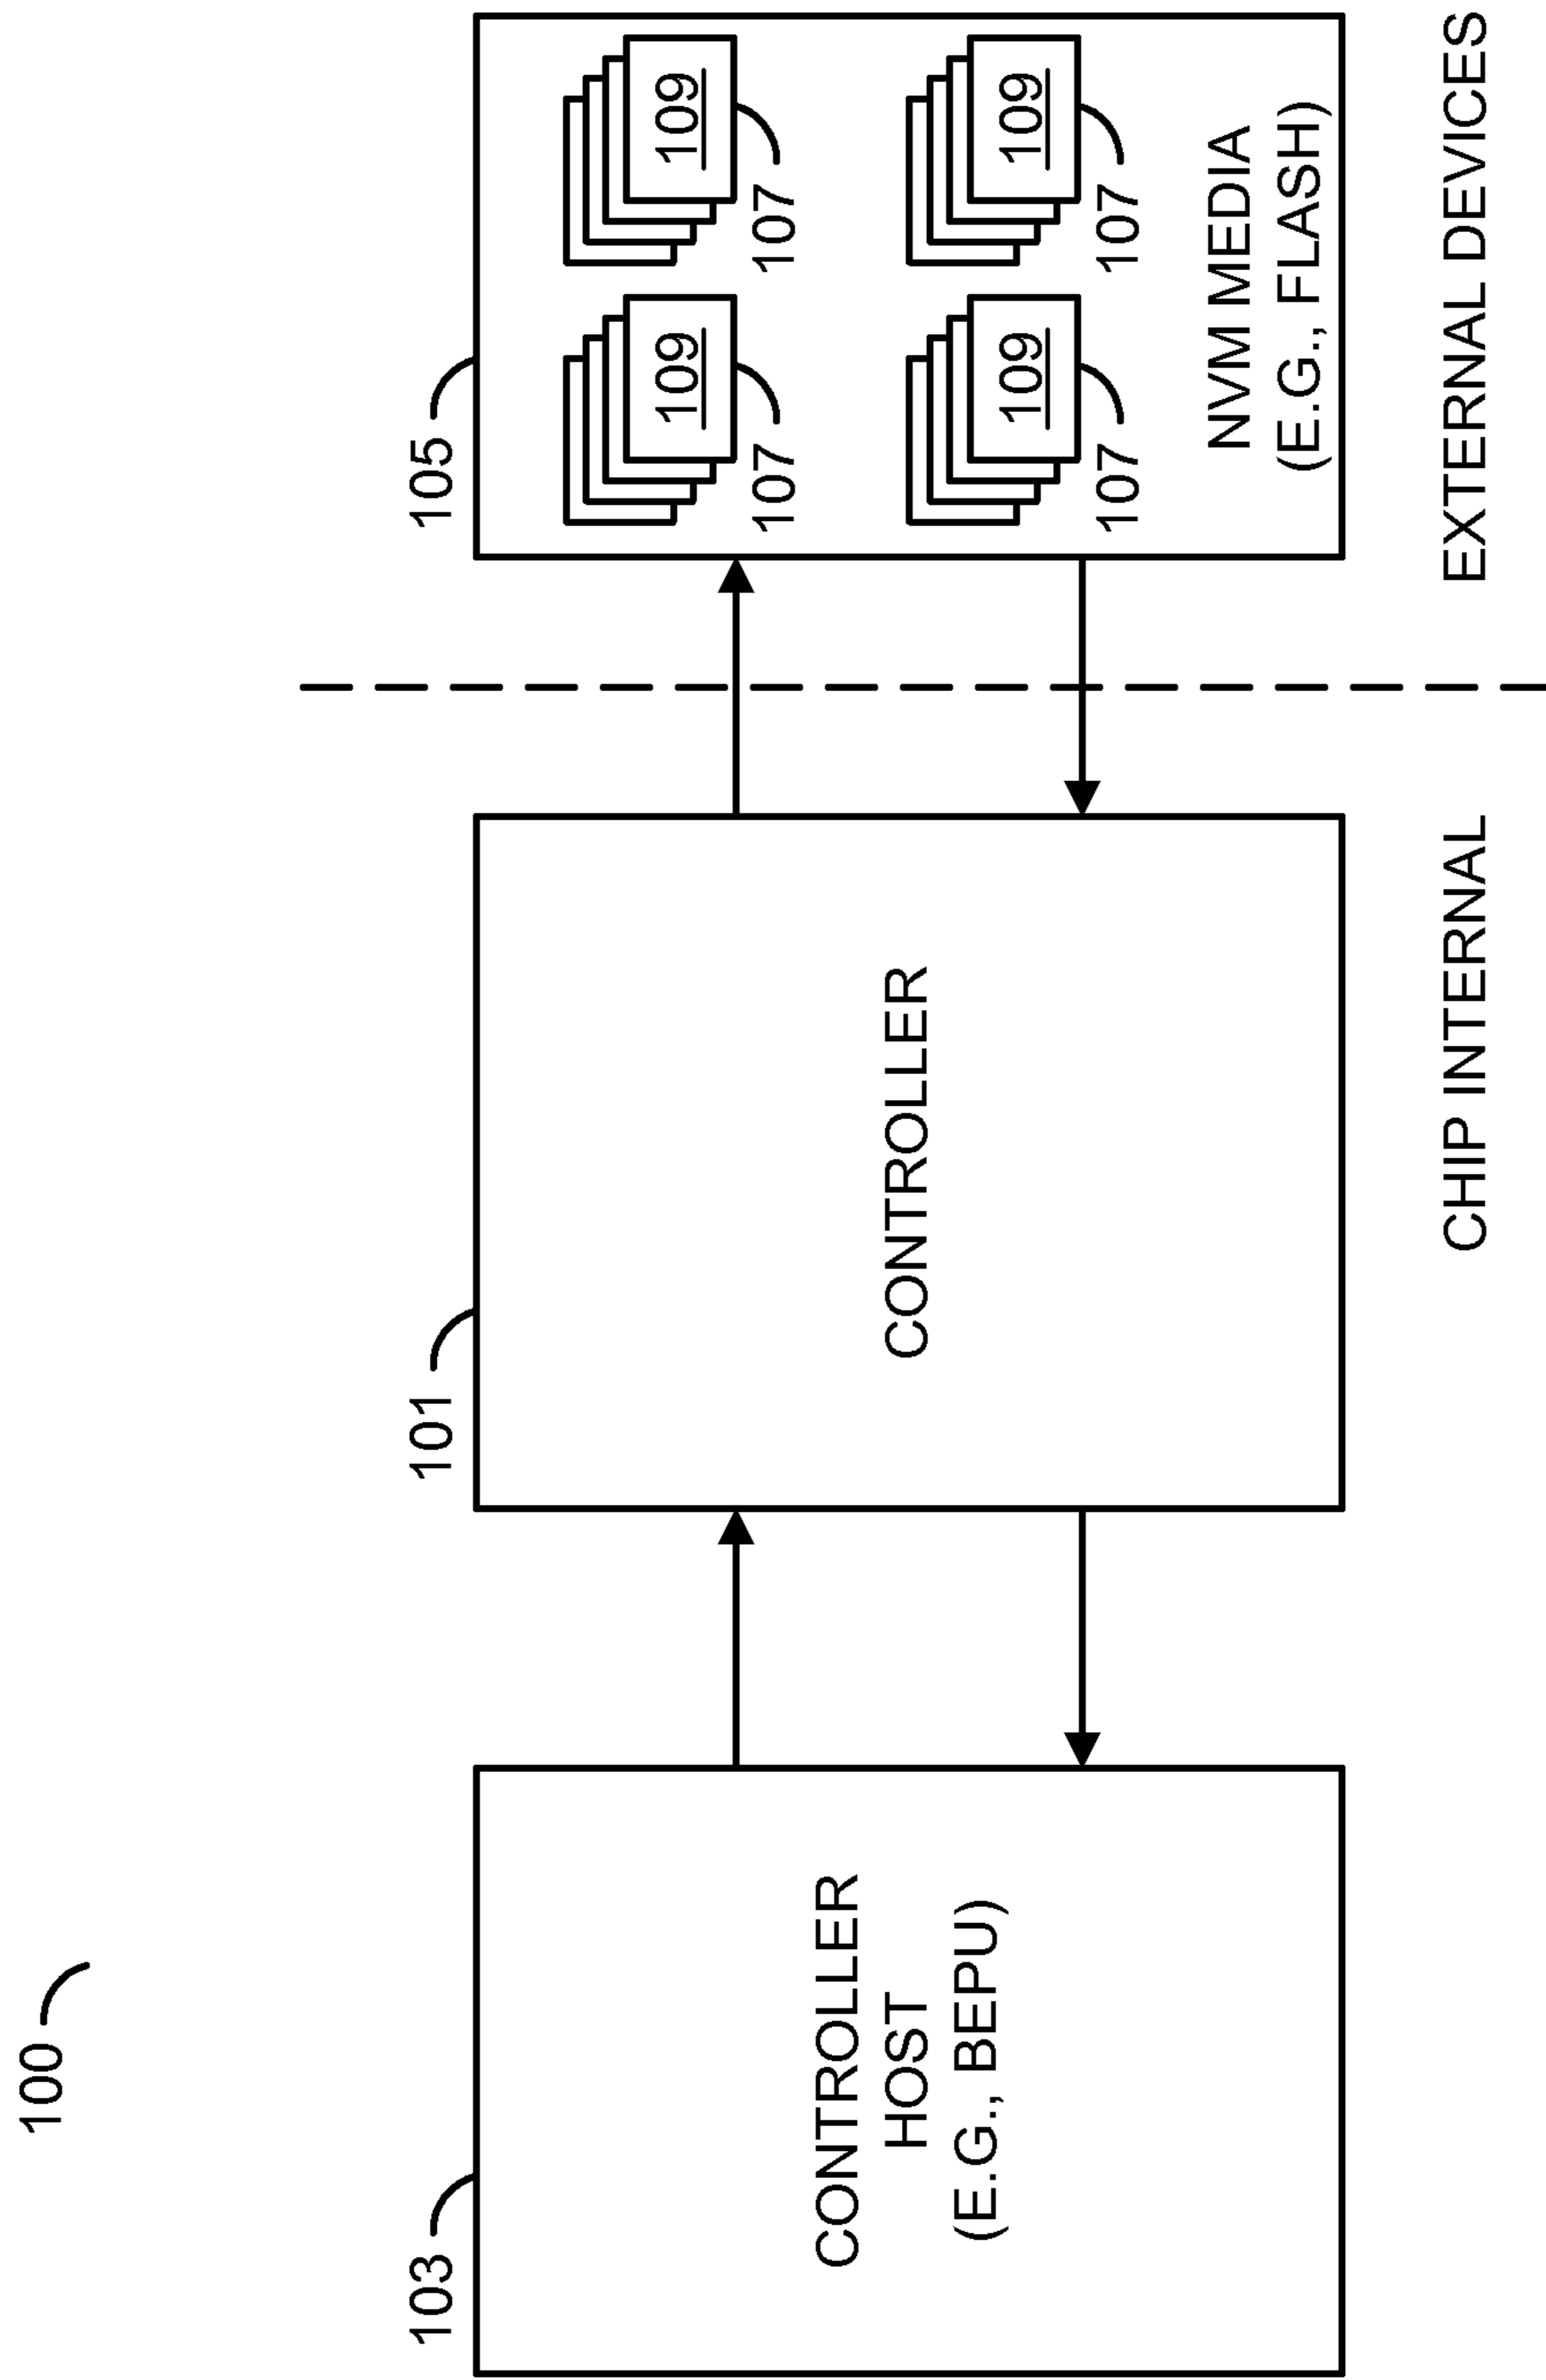 100
103
CONTROLLER
HOST
(E.G., BEPU)
101
CONTROLLER
105
109
107
109
107
109
107
109
107
NVM MEDIA
(E.G., FLASH)
CHIP INTERNAL
EXTERNAL DEVICES